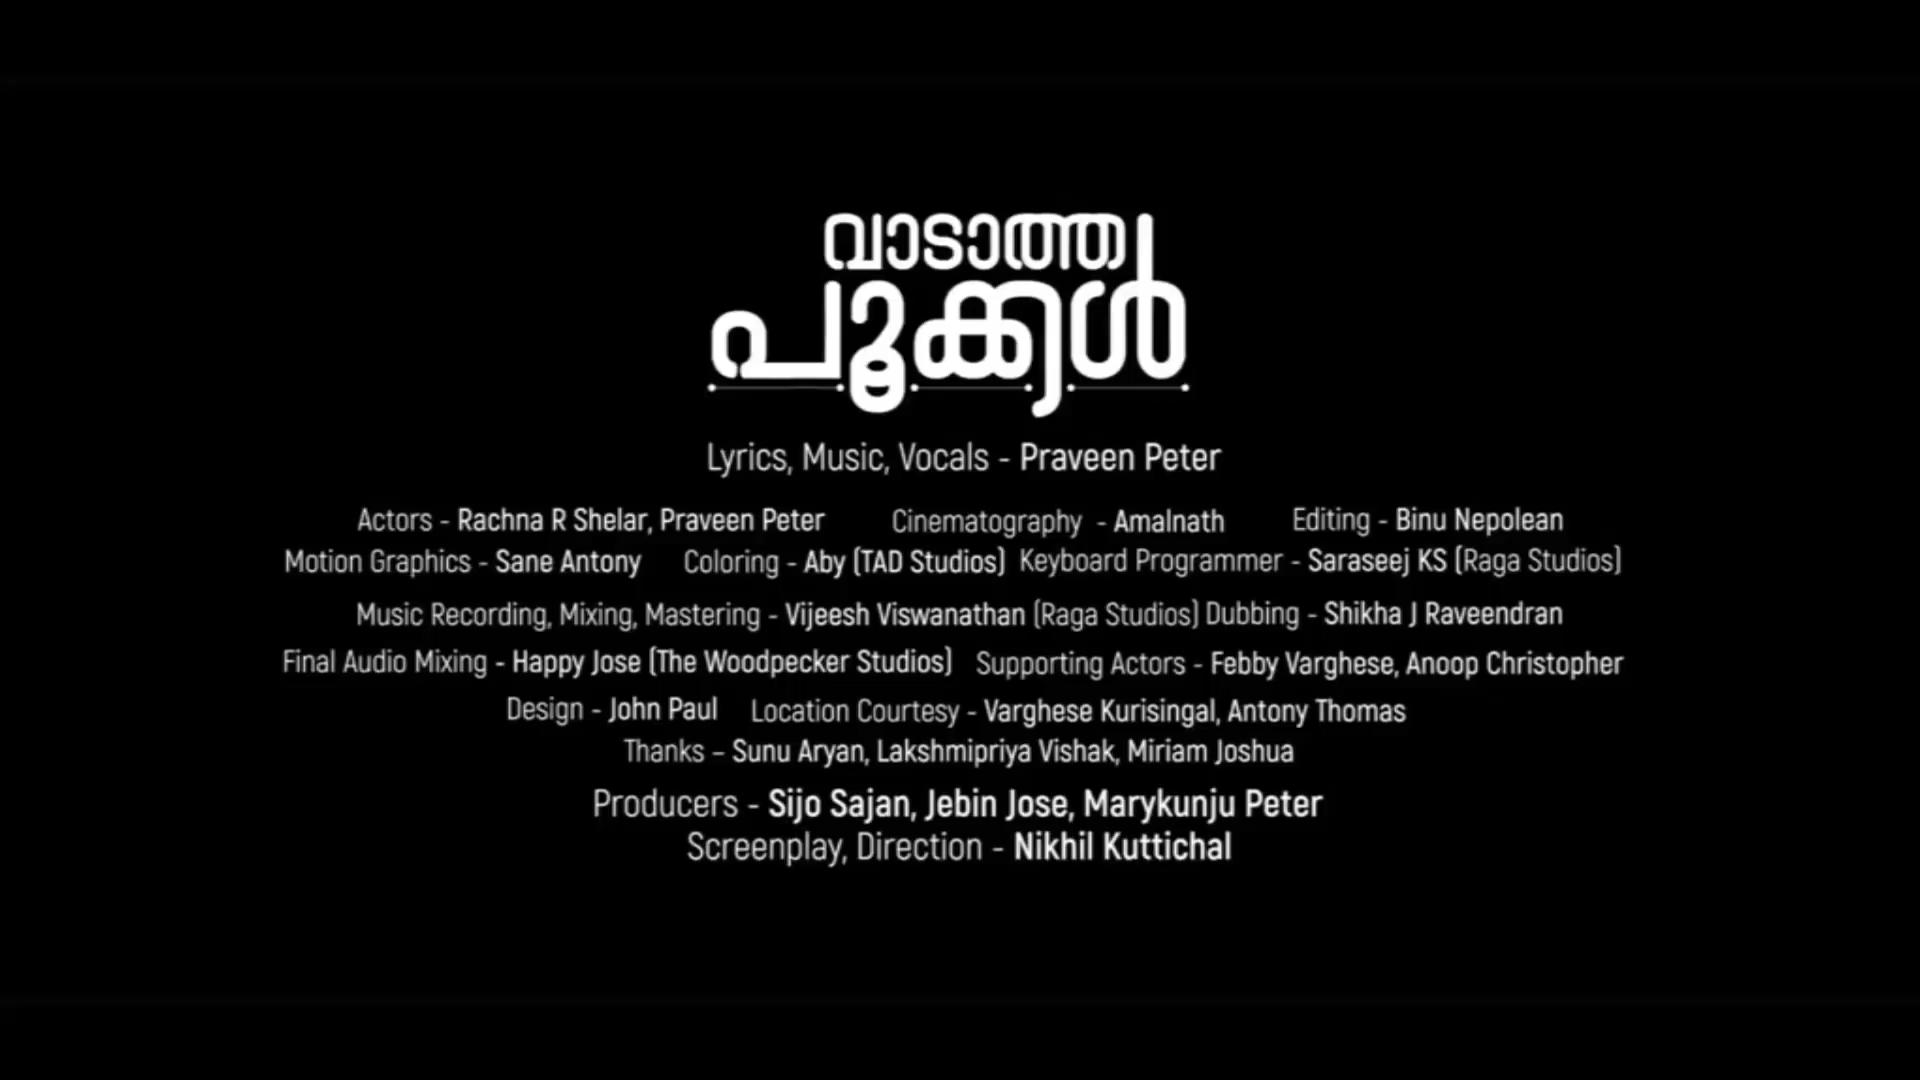 വാടാത്ത
പൂക്കൾ
Lyrics, Music, Vocals - Praveen Peter
Actors - Rachna R Shelar, Praveen Peter Cinematography - Amalnath Editing - Binu Nepolean
Motion Graphics - Sane Antony Coloring - Aby (TAD Studios) Keyboard Programmer - Saraseej KS (Raga Studios)
Music Recording, Mixing, Mastering - Vijeesh Viswanathan (Raga Studios) Dubbing - Shikha J Raveendran
Final Audio Mixing - Happy Jose (The Woodpecker Studios) Supporting Actors - Febby Varghese, Anoop Christopher
Design - John Paul Location Courtesy - Varghese Kurisingal, Antony Thomas
Thanks – Sunu Aryan, Lakshmipriya Vishak, Miriam Joshua
Producers - Sijo Sajan, Jebin Jose, Marykunju Peter
Screenplay, Direction - Nikhil Kuttichal